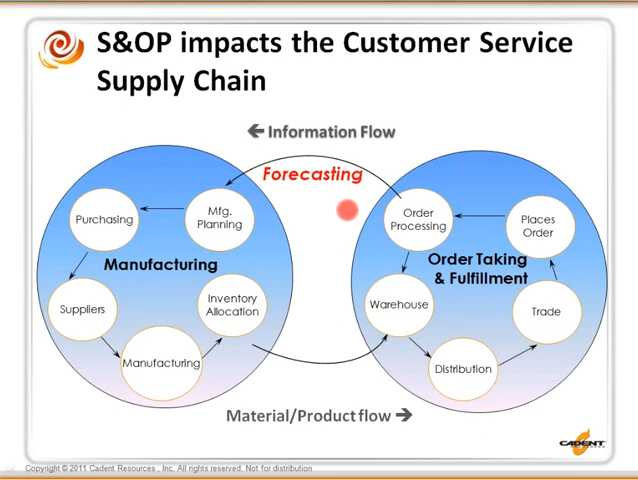 S&OP impacts the Customer Service
Supply Chain
← Information Flow
Forecasting
Purchasing
Mfg.
Planning
Manufacturing
Suppliers
Inventory
Allocation
Manufacturing
Order
Processing
Places
Order
Order Taking
& Fulfillment
Warehouse
Trade
Distribution
Material/Product flow →
CADENT
Copyright © 2011 Cadent Resources , Inc. All rights reserved. Not for distribution